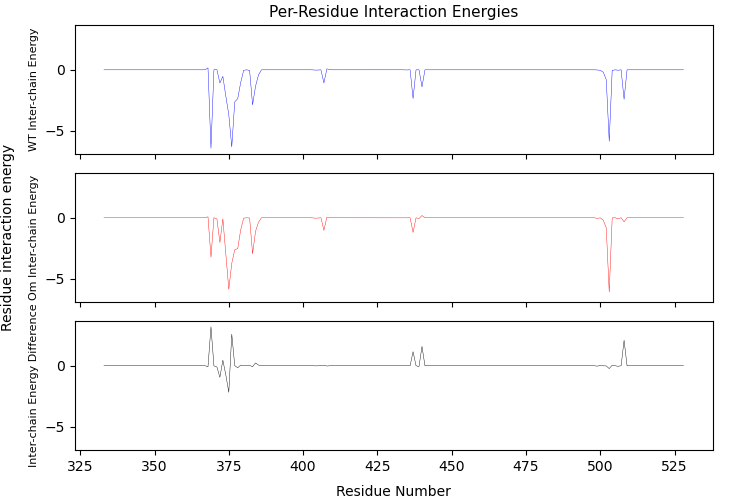 Per-Residue Interaction Energies
Residue interaction energy
WT Inter-chain Energy
0
−5
Om Inter-chain Energy
0
−5
Inter-chain Energy Difference
0
−5
325 350 375 400 425 450 475 500 525
Residue Number